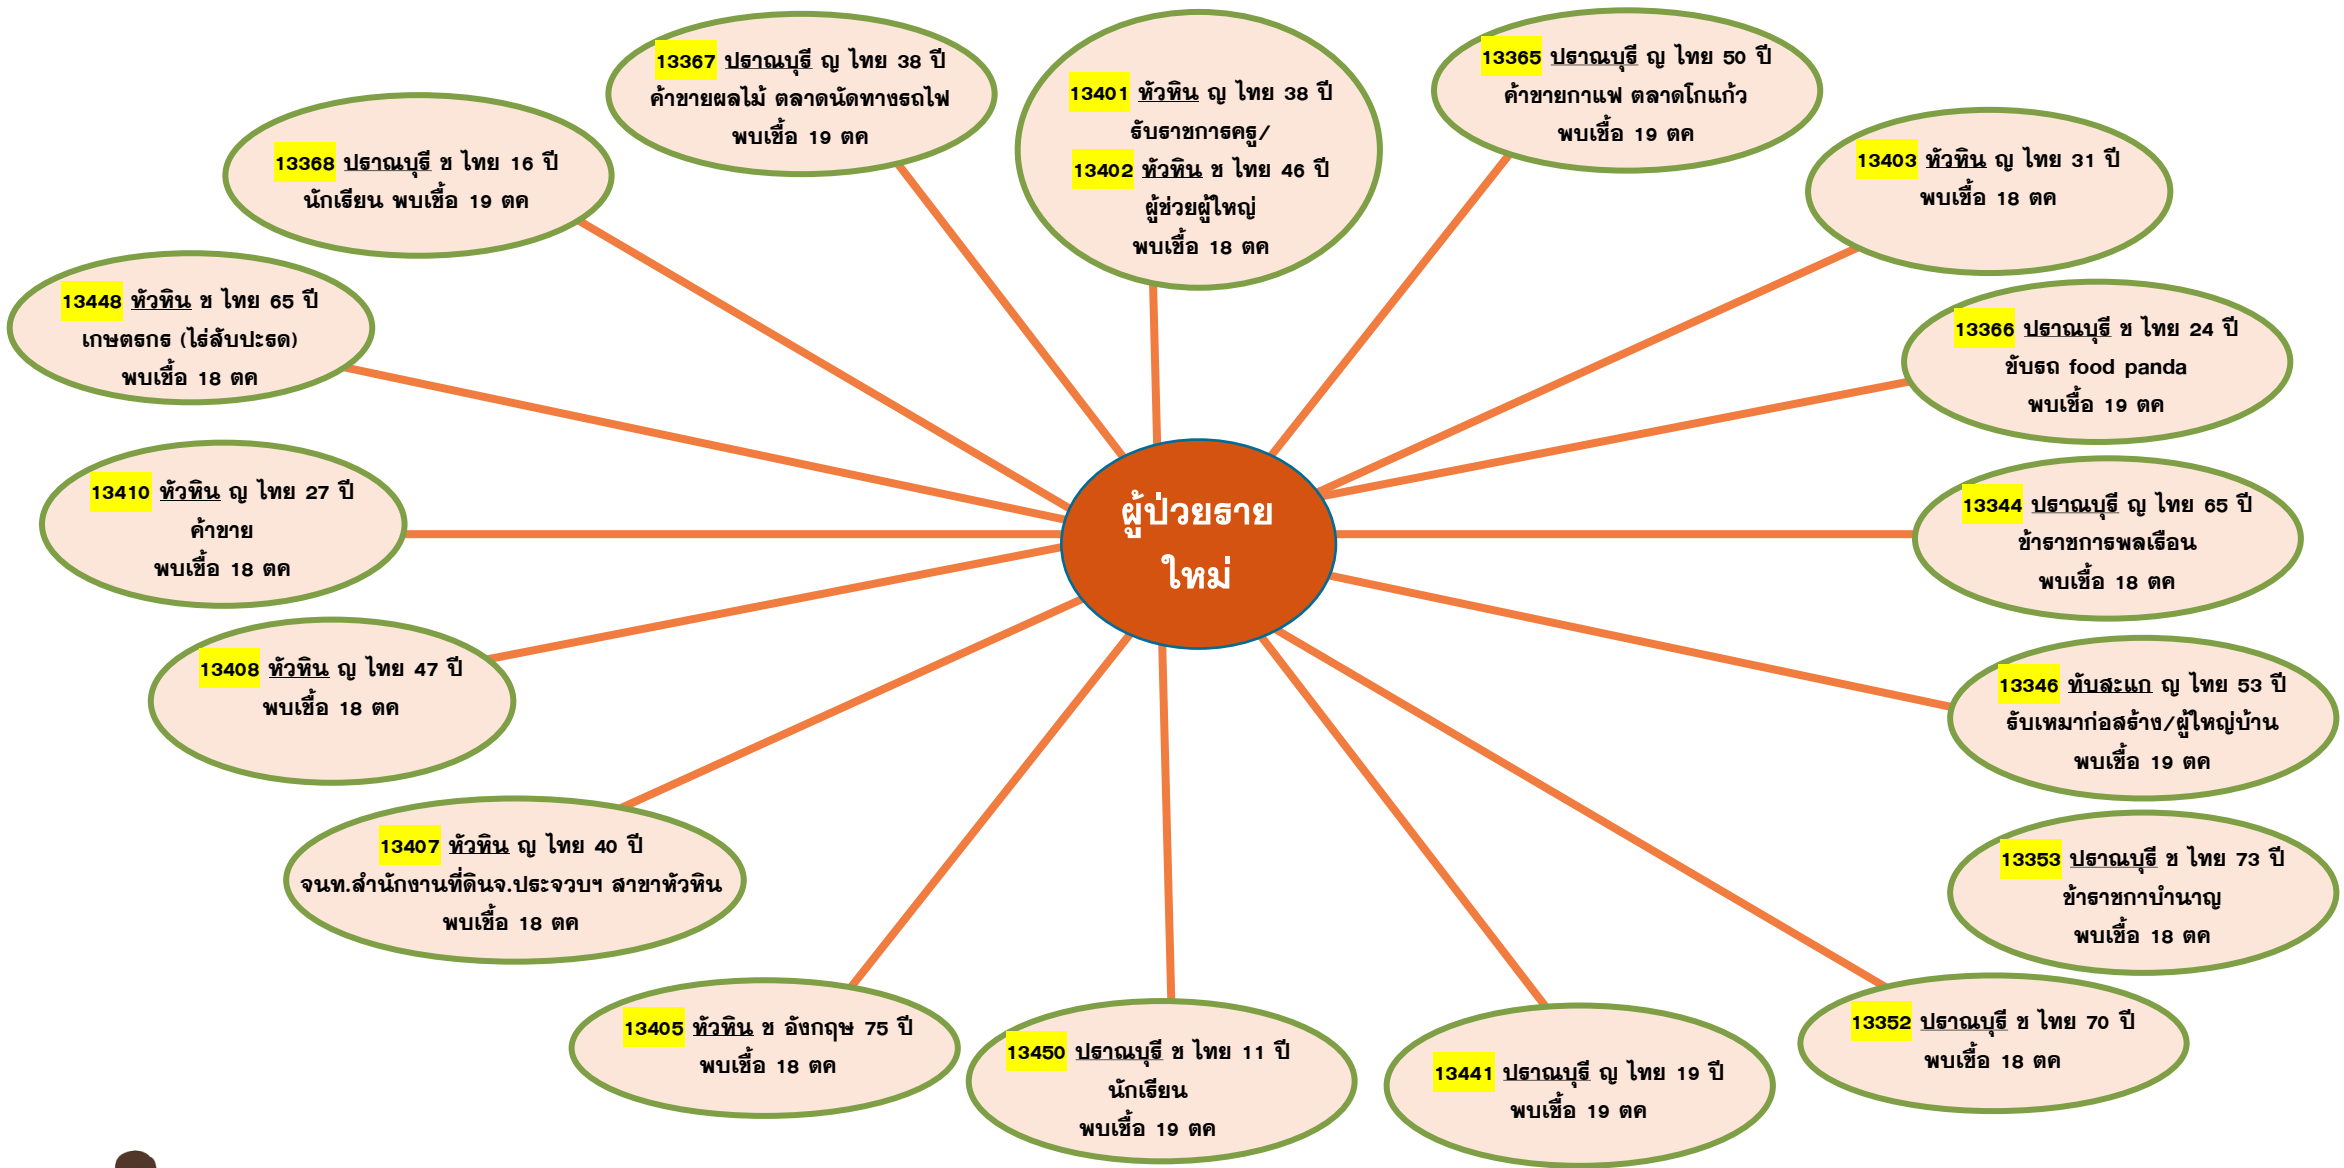 13367 ปราณบุรี ญ ไทย 38 ปี
ค้าขายผลไม้ ตลาดนัดทางรถไฟ
พบเชื้อ 19 ตค
13401 หัวหิน ญ ไทย 38 ปี
รับราชการครู/
13402 หัวหิน ช ไทย 46 ปี
ผู้ช่วยผู้ใหญ่
พบเชื้อ 18 ตค
13365 ปราณบุรี ญ ไทย 50 ปี
ค้าขายกาแฟ ตลาดโกแก้ว
พบเชื้อ 19 ตค
13403 หัวหิน ญ ไทย 31 ปี
พบเชื้อ 18 ตค
13368 ปราณบุรี ช ไทย 16 ปี
นักเรียน พบเชื้อ 19 ตค
13448 หัวหิน ช ไทย 65 ปี
เกษตรกร (ไร่สับปะรด)
พบเชื้อ 18 ตค
13366 ปราณบุรี ช ไทย 24 ปี
ขับรถ food panda
พบเชื้อ 19 ตค
13410 หัวหิน ญ ไทย 27 ปี
ค้าขาย
พบเชื้อ 18 ตค
ผู้ป่วยราย
ใหม่
13344 ปราณบุรี ญ ไทย 65 ปี
ข้าราชการพลเรือน
พบเชื้อ 18 ตค
13408 หัวหิน ญ ไทย 47 ปี
พบเชื้อ 18 ตค
13346 ทับสะแก ญ ไทย 53 ปี
รับเหมาก่อสร้าง/ผู้ใหญ่บ้าน
พบเชื้อ 19 ตค
13407 หัวหิน ญ ไทย 40 ปี
จนท.สำนักงานที่ดินจ.ประจวบฯ สาขาหัวหิน
พบเชื้อ 18 ตค
13353 ปราณบุรี ช ไทย 73 ปี
ข้าราชกาบำนาญ
พบเชื้อ 18 ตค
13405 หัวหิน ช อังกฤษ 75 ปี
พบเชื้อ 18 ตค
13450 ปราณบุรี ช ไทย 11 ปี
นักเรียน
พบเชื้อ 19 ตค
13441 ปราณบุรี ญ ไทย 19 ปี
พบเชื้อ 19 ตค
13352 ปราณบุรี ช ไทย 70 ปี
พบเชื้อ 18 ตค